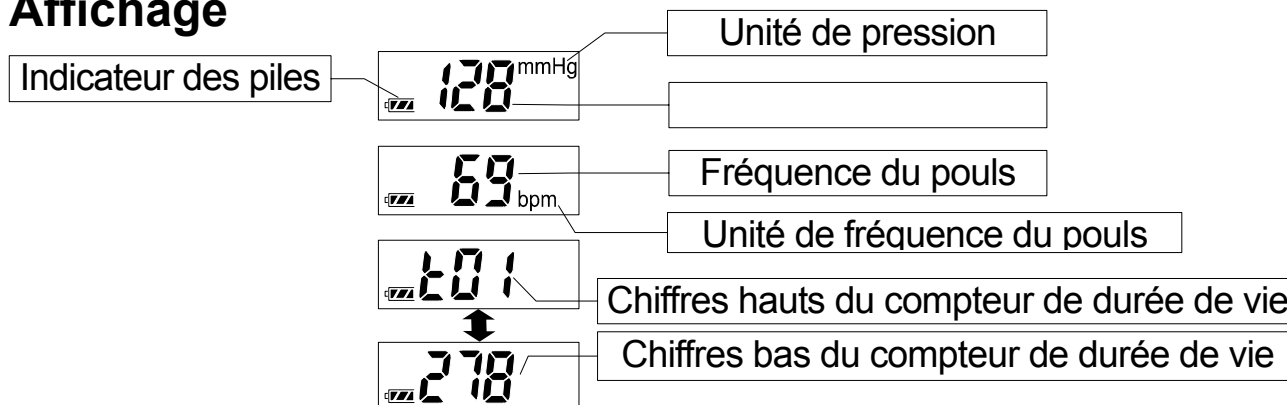 Affichage
Unité de pression
Indicateur des piles
128 mmHg
Fréquence du pouls
69 bpm
Unité de fréquence du pouls
t01
Chiffres hauts du compteur de durée de vie
278
Chiffres bas du compteur de durée de vie